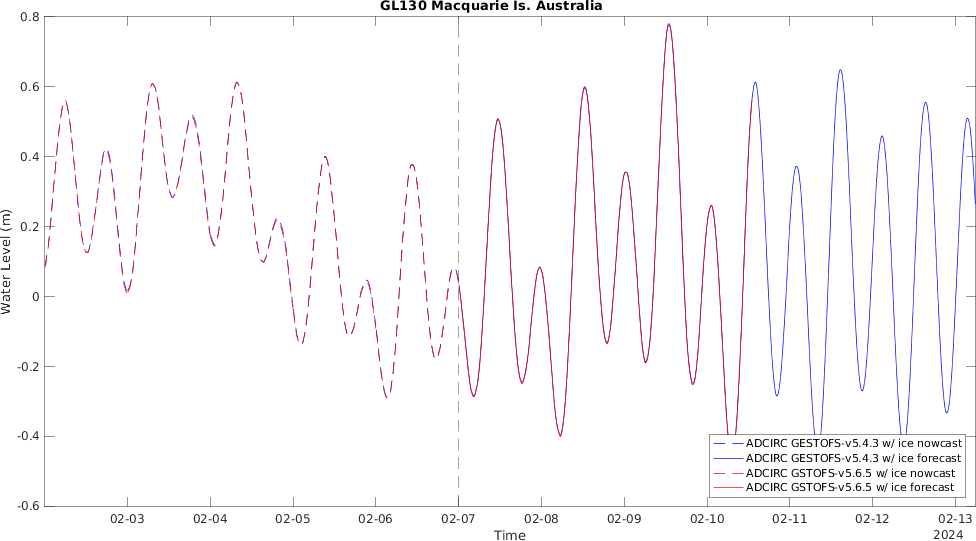 GL130 Macquarie Is. Australia
0.8
0.6
0.4
0.2
0
-0.2
-0.4
-0.6
Water Level (m)
ADCIRC GESTOFS-v5.4.3 w/ ice nowcast
ADCIRC GESTOFS-v5.4.3 w/ ice forecast
ADCIRC GSTOFS-v5.6.5 w/ ice nowcast
ADCIRC GSTOFS-v5.6.5 w/ ice forecast
02-03 02-04 02-05 02-06 02-07 02-08 02-09 02-10 02-11 02-12 02-13
Time
2024